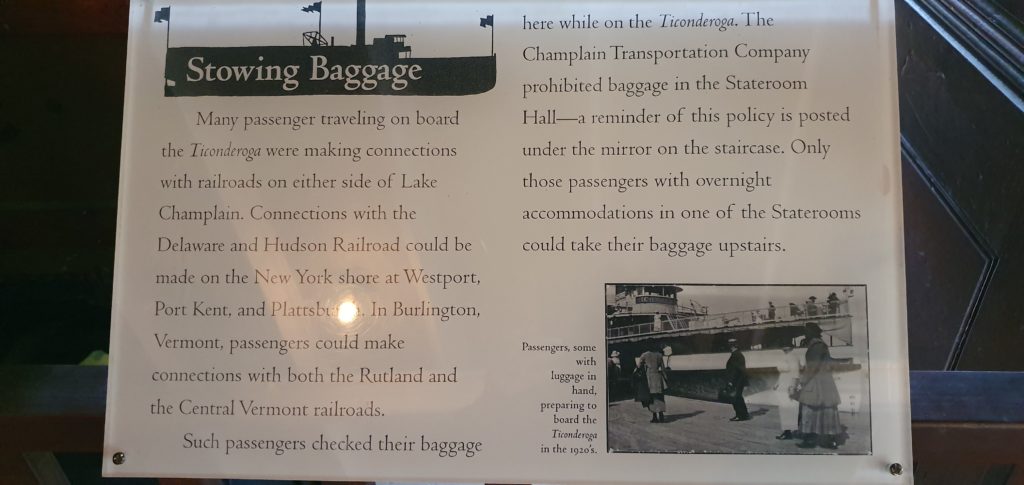 Stowing Baggage
Many passenger traveling on board
the Ticonderoga were making connections
with railroads on either side of Lake
Champlain. Connections with the
Delaware and Hudson Railroad could be
made on the New York shore at Westport,
Port Kent, and Plattsburgh. In Burlington,
Vermont, passengers could make
connections with both the Rutland and
the Central Vermont railroads.
Such passengers checked their baggage
here while on the Ticonderoga. The
Champlain Transportation Company
prohibited baggage in the Stateroom
Hall—a reminder of this policy is posted
under the mirror on the staircase. Only
those passengers with overnight
accommodations in one of the Staterooms
could take their baggage upstairs.
Passengers, some
with
luggage in
hand,
preparing to
board the
Ticonderoga
in the 1920's.